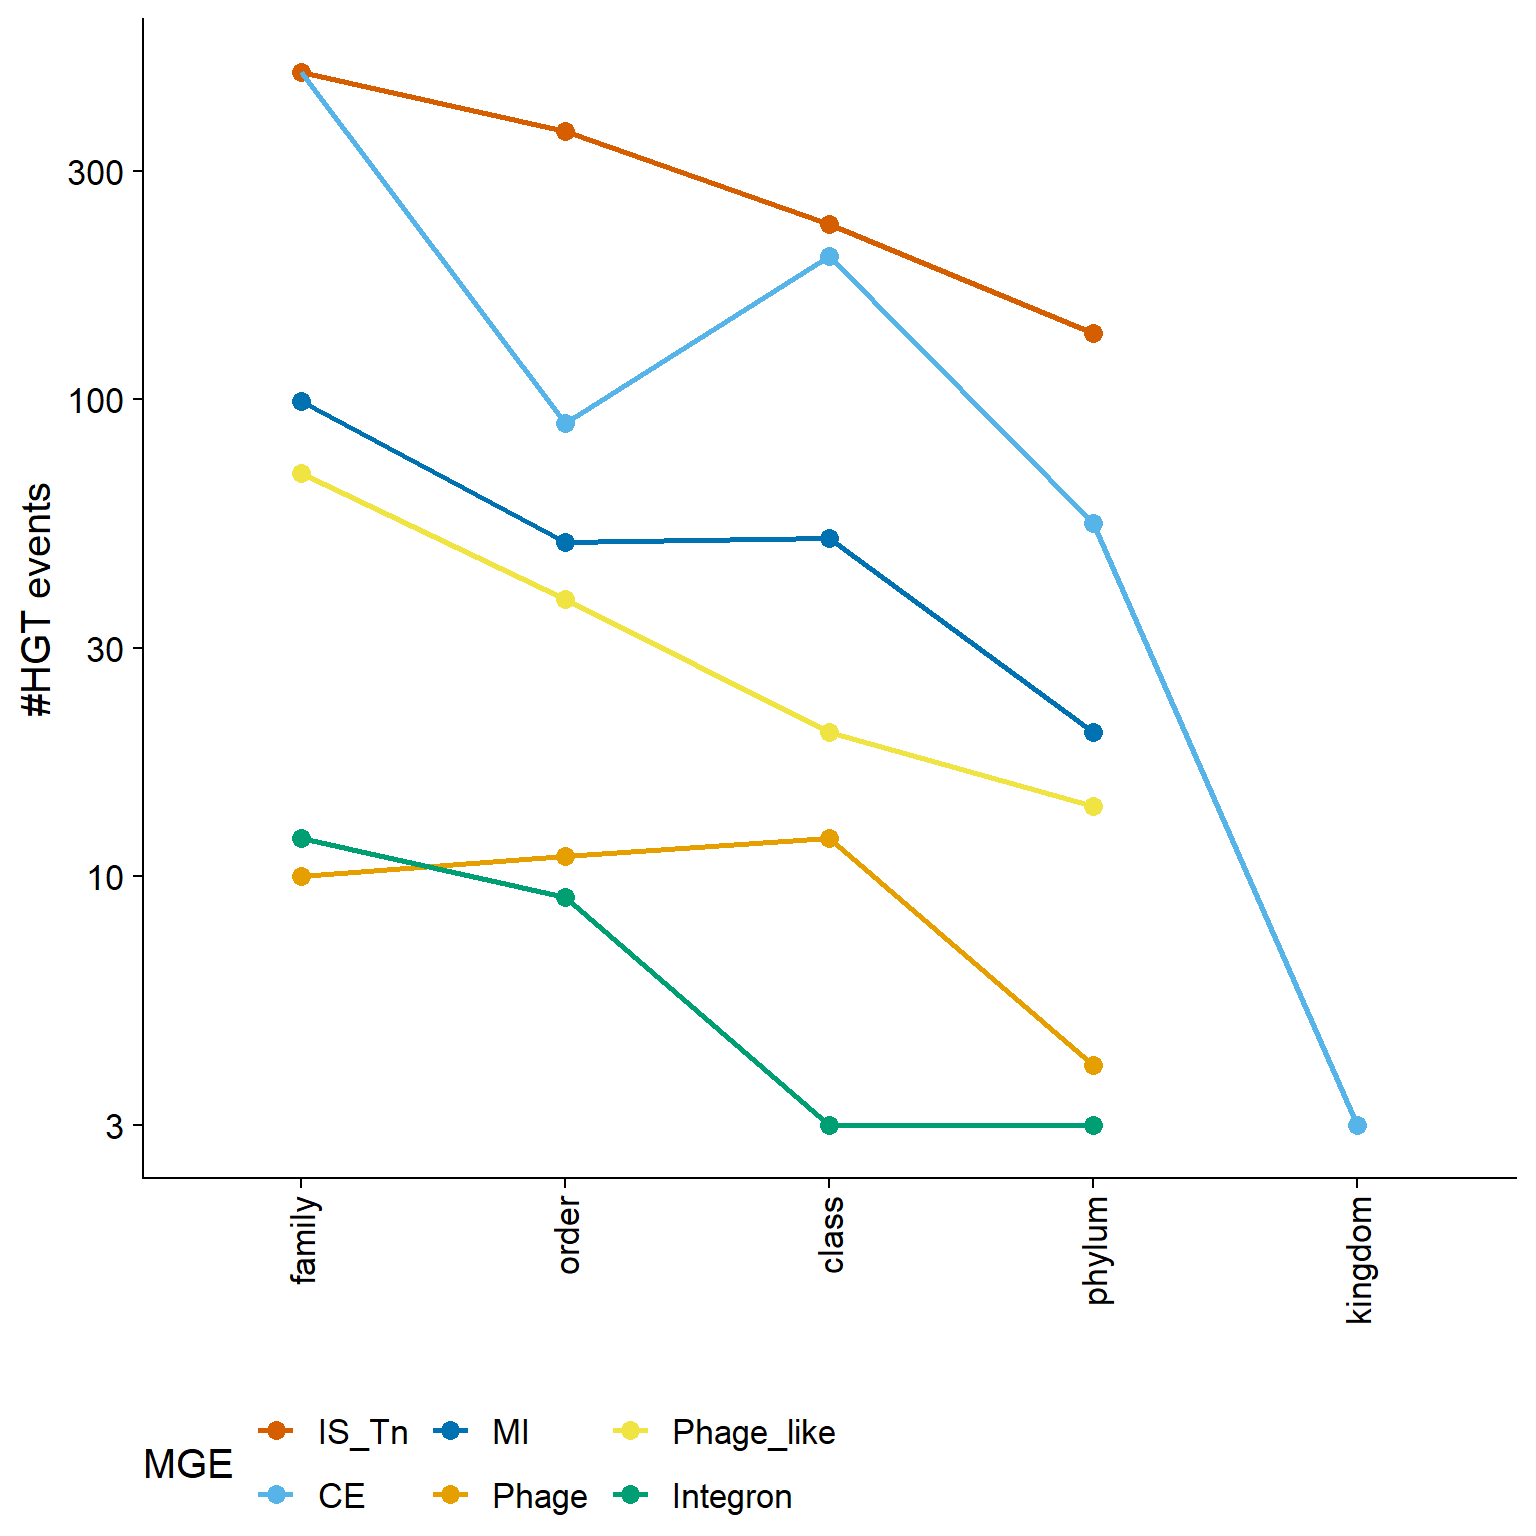 #HGT events
300
100
30
10
3
family
order
class
phylum
kingdom
MGE
IS_Tn
MI
Phage_like
CE
Phage
Integron